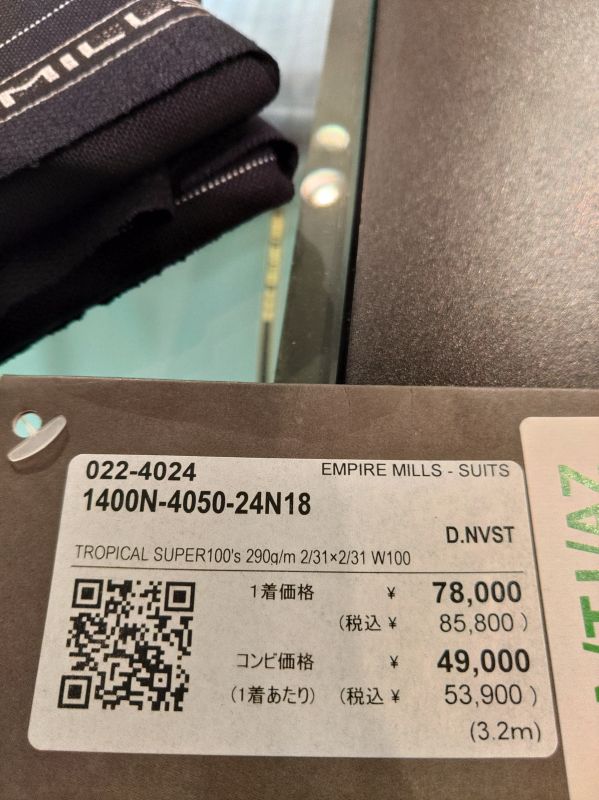 MILL
022-4024
EMPIRE MILLS - SUITS
1400N-4050-24N18
D.NVST
TROPICAL SUPER100's 290g/m 2/31×2/31 W100
1着価格 ¥ 78,000
(税込 ¥ 85,800 )
コンビ価格 ¥ 49,000
(1着あたり) (税込 ¥ 53,900 )
(3.2m)